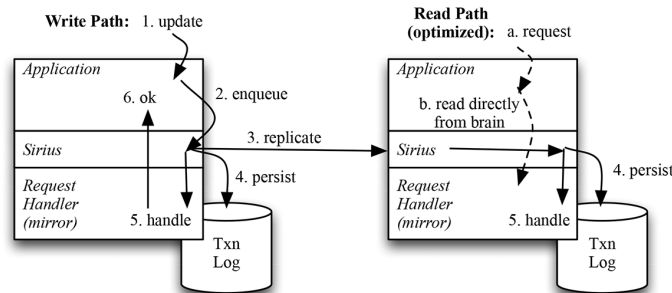 Write Path: 1. update
Application
2. enqueue
6. ok
Sirius
3. replicate
4. persist
Request
Handler
(mirror)
5. handle
Txn
Log
Read Path
(optimized): a. request
Application
b. read directly
from brain
Sirius
4. persist
Request
Handler
(mirror)
5. handle
Txn
Log